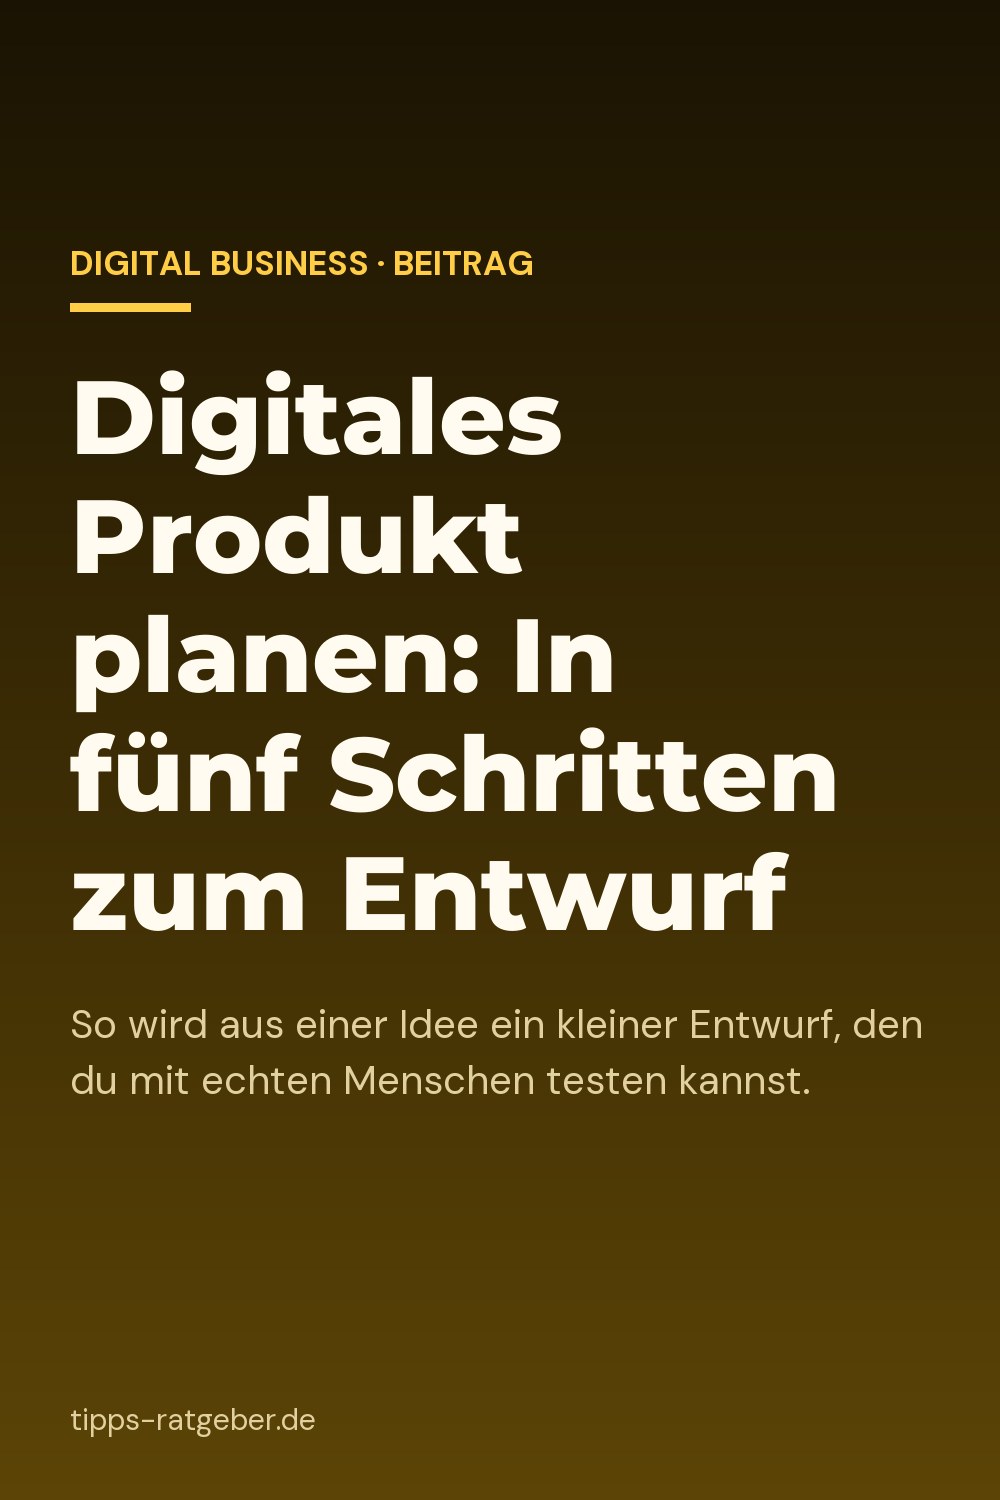 DIGITAL BUSINESS · BEITRAG
Digitales
Produkt
planen: In
fünf Schritten
zum Entwurf
So wird aus einer Idee ein kleiner Entwurf, den
du mit echten Menschen testen kannst.
tipps-ratgeber.de